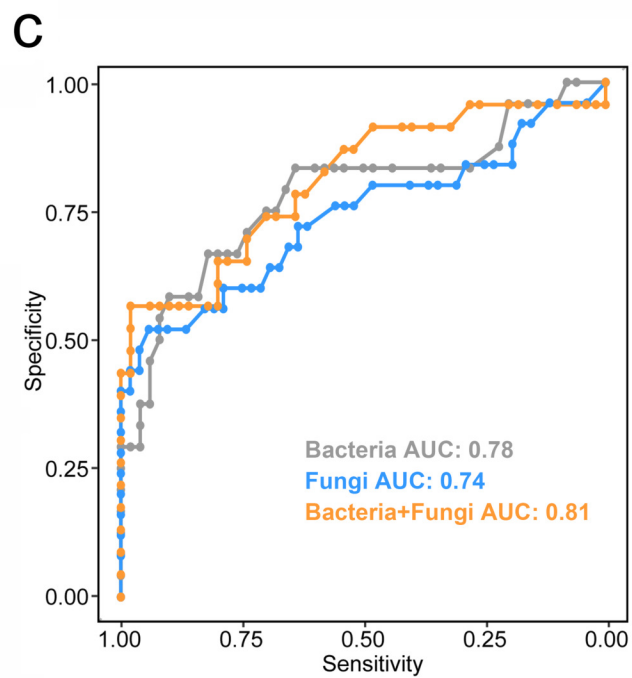 C
1.00
0.75
0.50
0.25
0.00
Specificity
Bacteria AUC: 0.78
Fungi AUC: 0.74
Bacteria+Fungi AUC: 0.81
1.00 0.75 0.50 0.25 0.00
Sensitivity